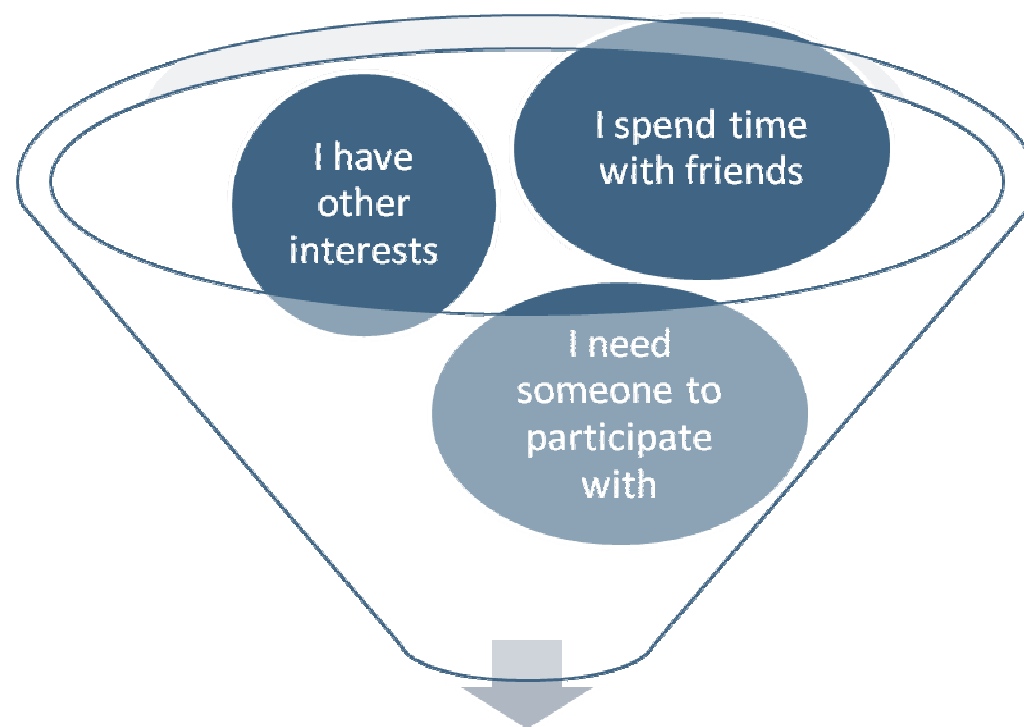 I have
other
interests
I spend time
with friends
I need
someone to
participate
with